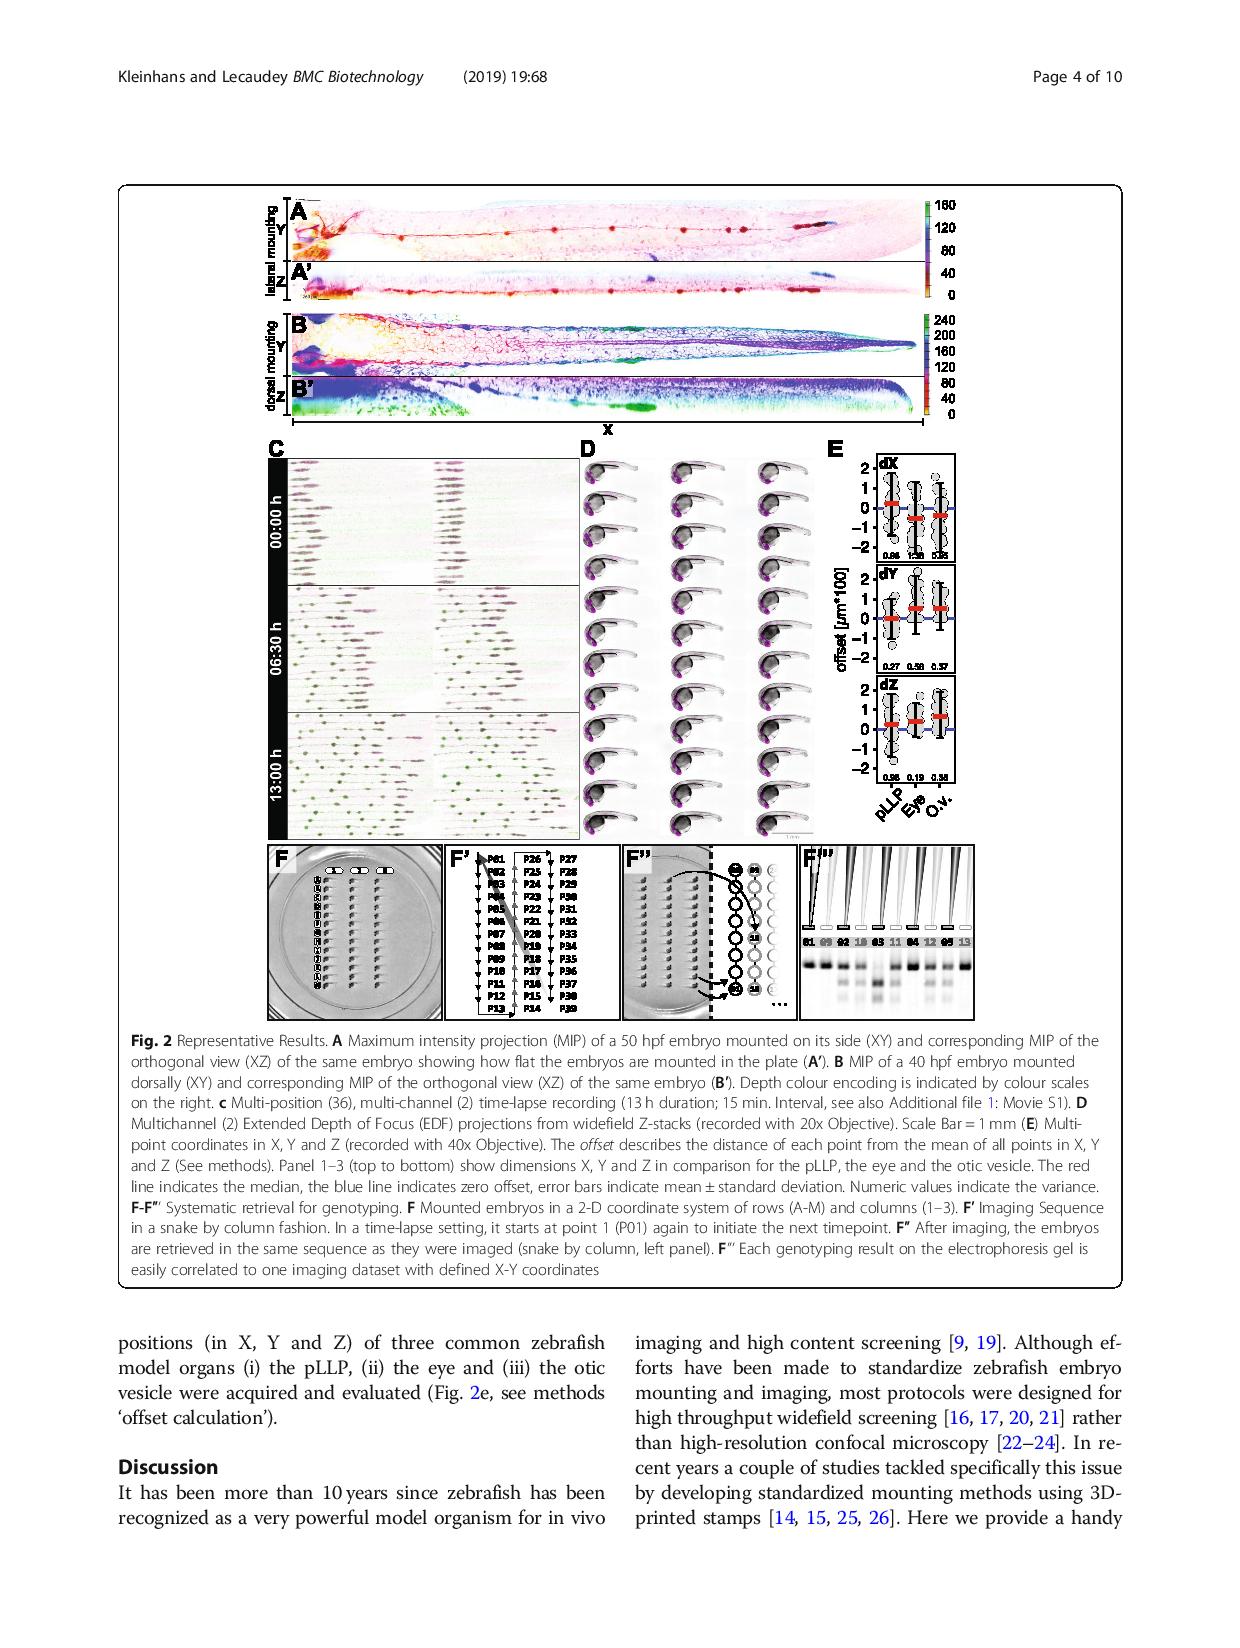 Kleinhans and Lecaudey BMC Biotechnology (2019) 19:68 Page 4 of 10
A
lateral mounting
Y
160
120
80
40
0
A'
Z
B
dorsal mounting
Y
240
200
160
120
80
40
0
B'
Z
X
C
D
E
00:00 h
06:30 h
13:00 h
1 mm
dX
2
1
0
−1
−2
dY
2
1
0
−1
−2
0.27 0.58 0.37
offset [µm*100]
dZ
2
1
0
−1
−2
0.98 0.19 0.38
pLLP Eye O.v.
F
F'
P01 P26 P27
P02 P25 P28
P03 P24 P29
P04 P23 P30
P05 P22 P31
P06 P21 P32
P07 P20 P33
P08 P19 P34
P09 P18 P35
P10 P17 P36
P11 P16 P37
P12 P15 P38
P13 P14 P39
F''
...
F'''
01 09 02 10 03 11 04 12 05 13
Fig. 2 Representative Results. A Maximum intensity projection (MIP) of a 50 hpf embryo mounted on its side (XY) and corresponding MIP of the
orthogonal view (XZ) of the same embryo showing how flat the embryos are mounted in the plate (A'). B MIP of a 40 hpf embryo mounted
dorsally (XY) and corresponding MIP of the orthogonal view (XZ) of the same embryo (B'). Depth colour encoding is indicated by colour scales
on the right. c Multi-position (36), multi-channel (2) time-lapse recording (13 h duration; 15 min. Interval, see also Additional file 1: Movie S1). D
Multichannel (2) Extended Depth of Focus (EDF) projections from widefield Z-stacks (recorded with 20x Objective). Scale Bar = 1 mm (E) Multi-
point coordinates in X, Y and Z (recorded with 40x Objective). The offset describes the distance of each point from the mean of all points in X, Y
and Z (See methods). Panel 1–3 (top to bottom) show dimensions X, Y and Z in comparison for the pLLP, the eye and the otic vesicle. The red
line indicates the median, the blue line indicates zero offset, error bars indicate mean ± standard deviation. Numeric values indicate the variance.
F-F''' Systematic retrieval for genotyping. F Mounted embryos in a 2-D coordinate system of rows (A-M) and columns (1–3). F' Imaging Sequence
in a snake by column fashion. In a time-lapse setting, it starts at point 1 (P01) again to initiate the next timepoint. F'' After imaging, the embryos
are retrieved in the same sequence as they were imaged (snake by column, left panel). F''' Each genotyping result on the electrophoresis gel is
easily correlated to one imaging dataset with defined X-Y coordinates
positions (in X, Y and Z) of three common zebrafish
model organs (i) the pLLP, (ii) the eye and (iii) the otic
vesicle were acquired and evaluated (Fig. 2e, see methods
‘offset calculation’).
Discussion
It has been more than 10 years since zebrafish has been
recognized as a very powerful model organism for in vivo
imaging and high content screening [9, 19]. Although ef-
forts have been made to standardize zebrafish embryo
mounting and imaging, most protocols were designed for
high throughput widefield screening [16, 17, 20, 21] rather
than high-resolution confocal microscopy [22–24]. In re-
cent years a couple of studies tackled specifically this issue
by developing standardized mounting methods using 3D-
printed stamps [14, 15, 25, 26]. Here we provide a handy